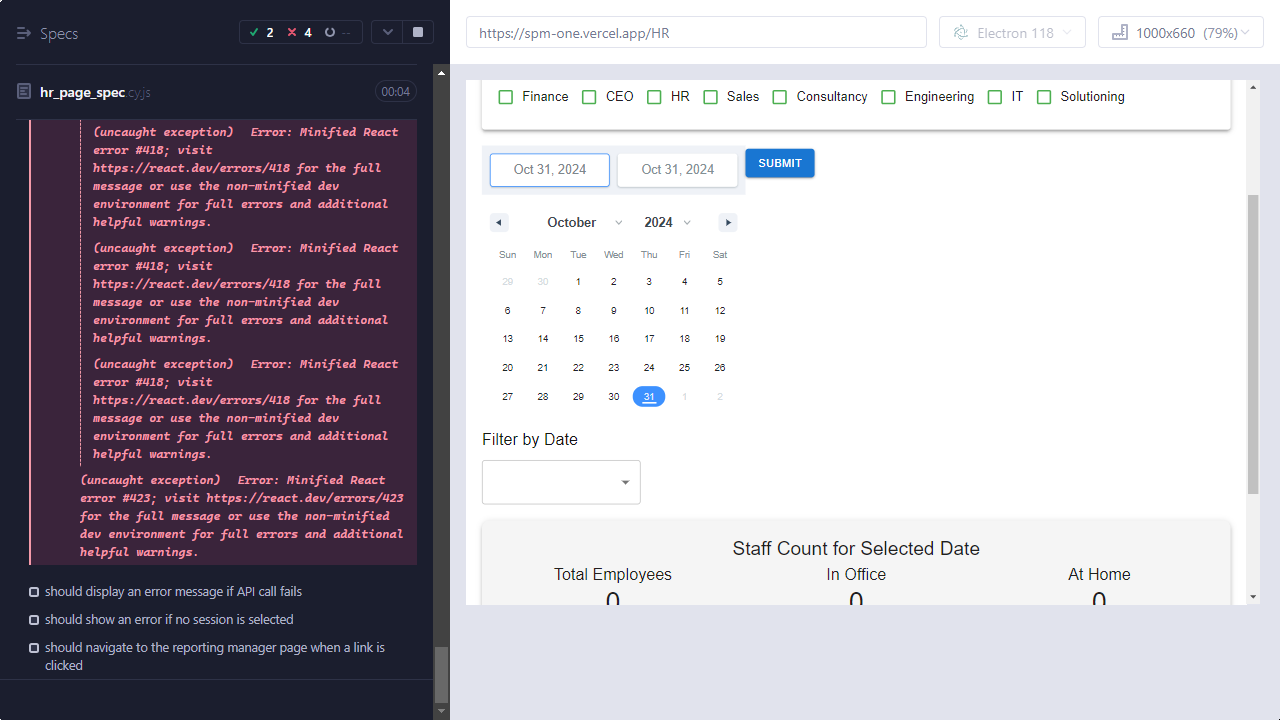 Specs
2
4
--
hr_page_spec.cy.js
00:04
(uncaught exception) Error: Minified React
error #418; visit
https://react.dev/errors/418 for the full
message or use the non-minified dev
environment for full errors and additional
helpful warnings.
(uncaught exception) Error: Minified React
error #418; visit
https://react.dev/errors/418 for the full
message or use the non-minified dev
environment for full errors and additional
helpful warnings.
(uncaught exception) Error: Minified React
error #418; visit
https://react.dev/errors/418 for the full
message or use the non-minified dev
environment for full errors and additional
helpful warnings.
(uncaught exception) Error: Minified React
error #423; visit https://react.dev/errors/423
for the full message or use the non-minified
dev environment for full errors and additional
helpful warnings.
should display an error message if API call fails
should show an error if no session is selected
should navigate to the reporting manager page when a link is
clicked
https://spm-one.vercel.app/HR
Electron 118
1000x660 (79%)
Finance CEO HR Sales Consultancy Engineering IT Solutioning
Oct 31, 2024 Oct 31, 2024 SUBMIT
October 2024
Sun Mon Tue Wed Thu Fri Sat
29 30 1 2 3 4 5
6 7 8 9 10 11 12
13 14 15 16 17 18 19
20 21 22 23 24 25 26
27 28 29 30 31 1 2
Filter by Date
Staff Count for Selected Date
Total Employees In Office At Home
0 0 0